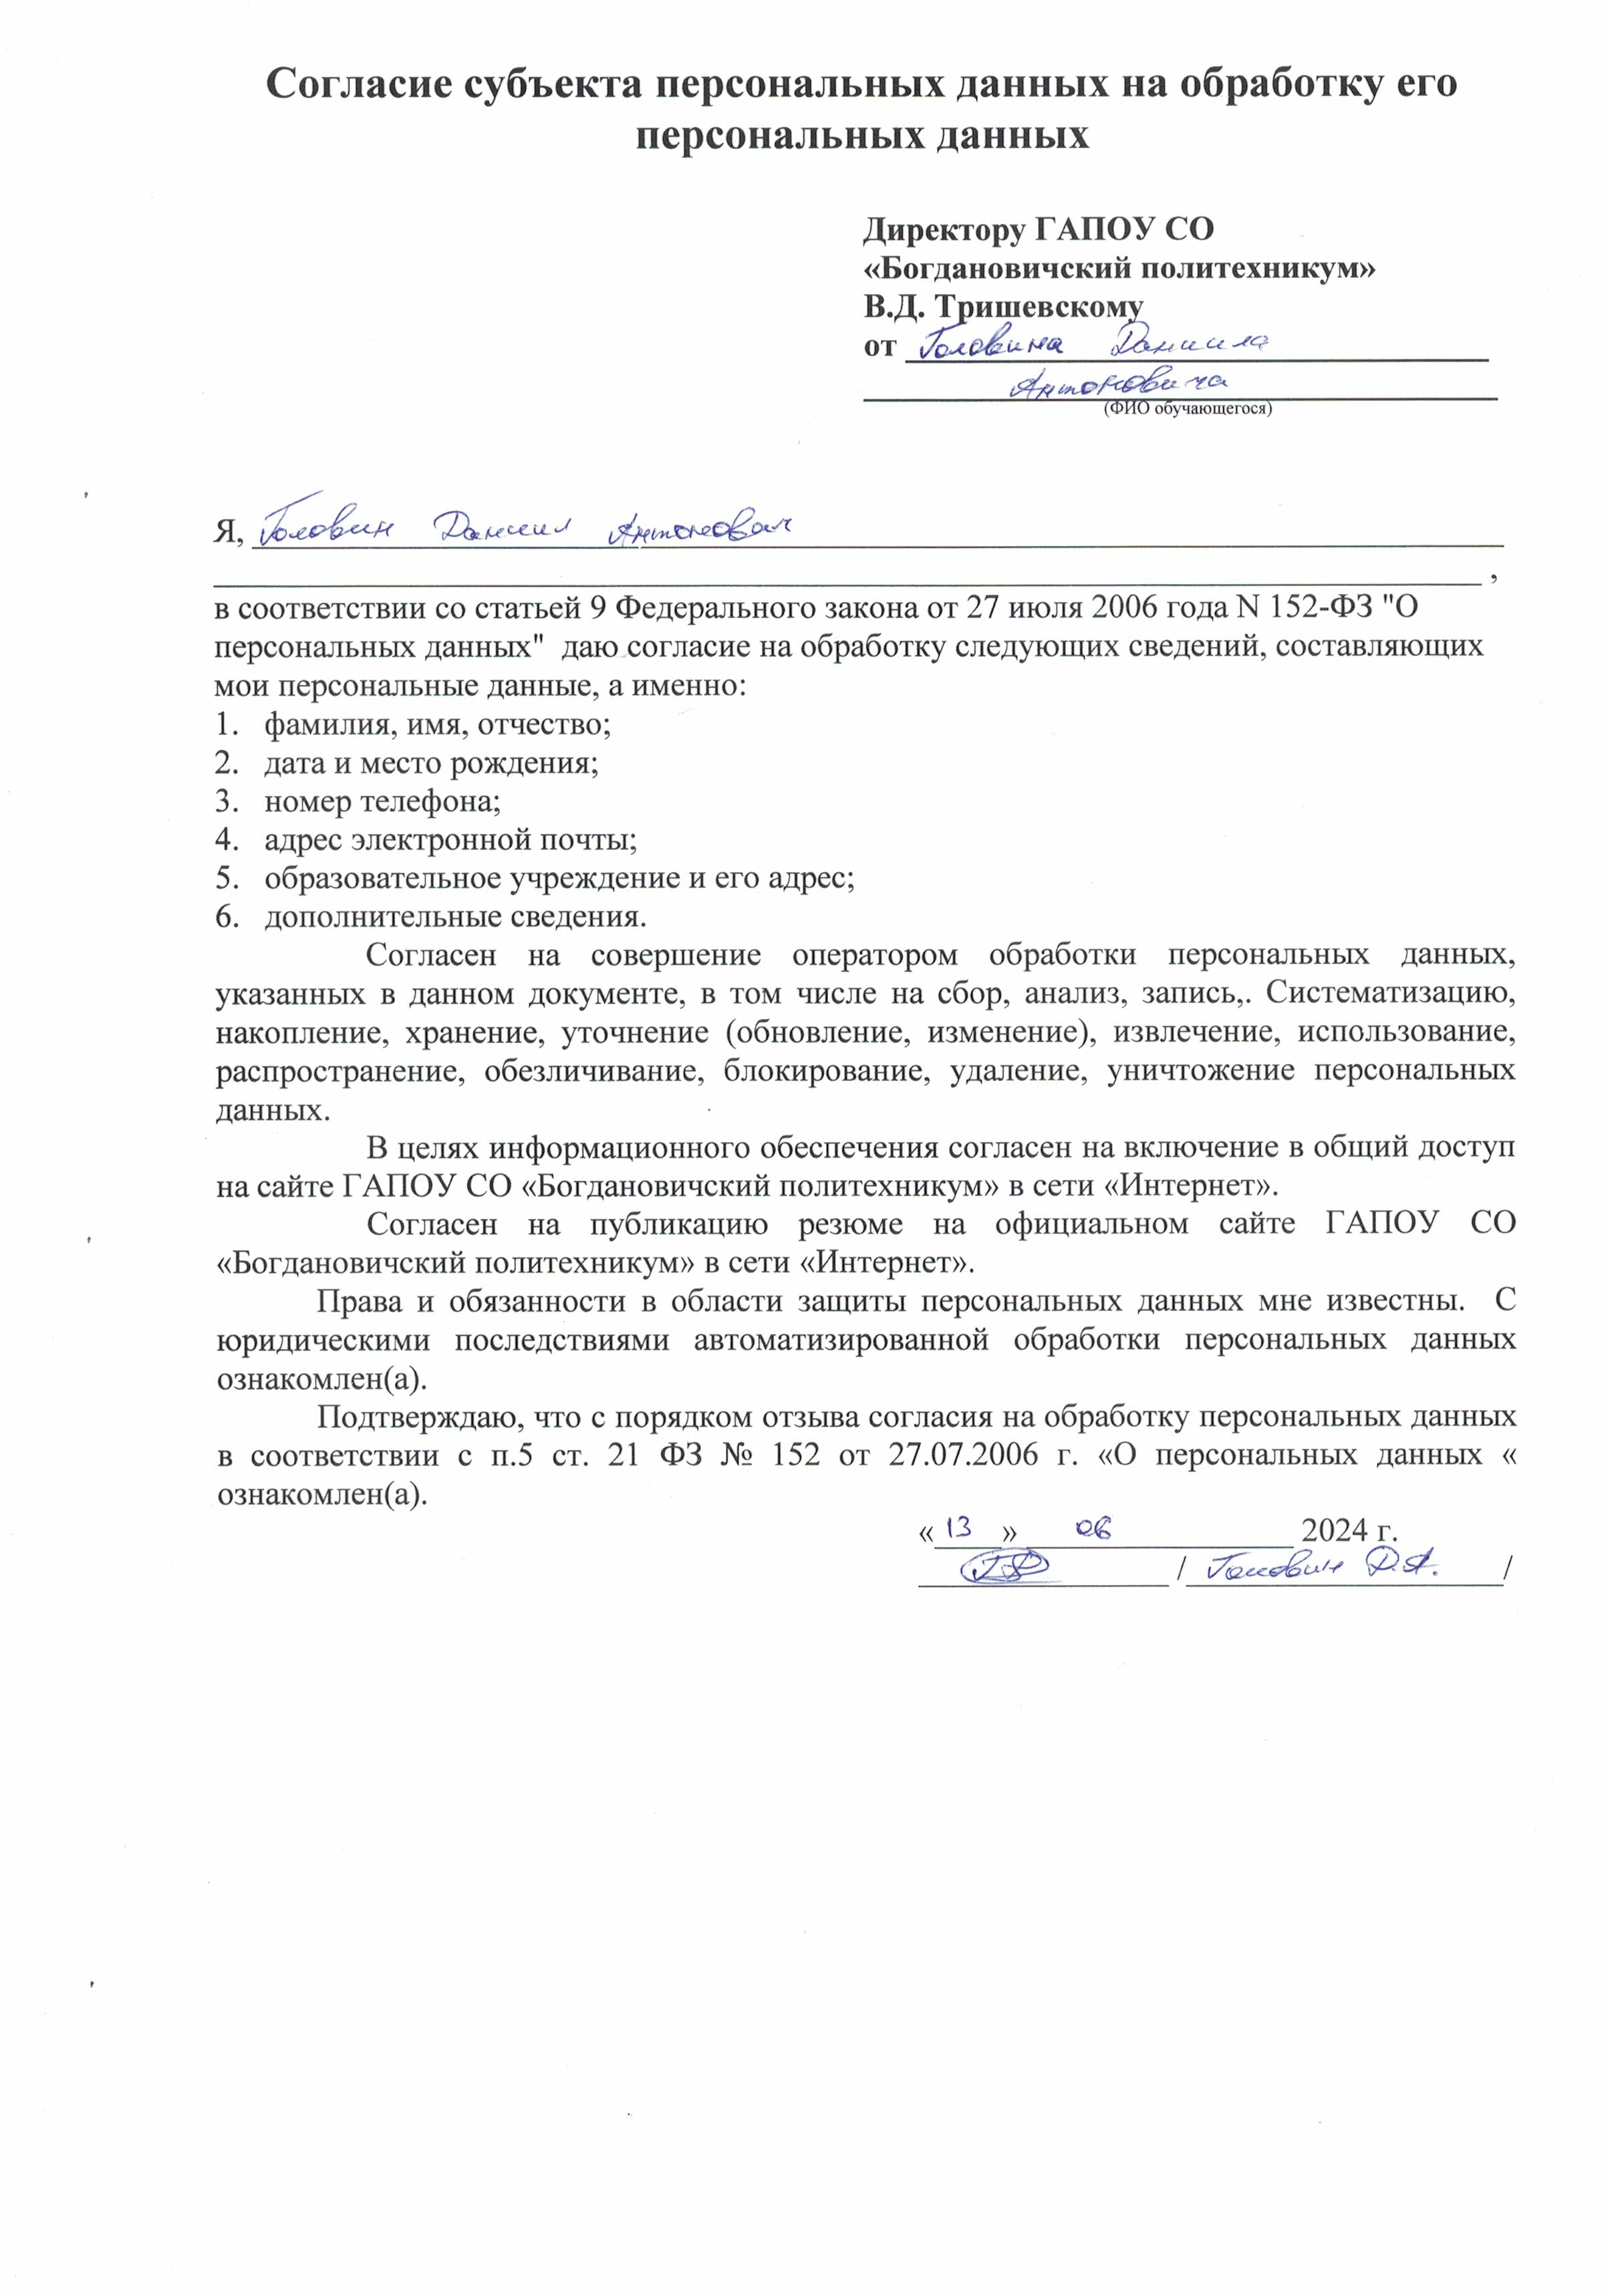 Согласие субъекта персональных данных на обработку его
персональных данных
Директору ГАПОУ СО
«Богдановичский политехникум»
В.Д. Тришевскому
от Головина Даниила
Антоновича
(ФИО обучающегося)
Я, Головин Даниил Антонович
,
в соответствии со статьей 9 Федерального закона от 27 июля 2006 года N 152-ФЗ "О
персональных данных" даю согласие на обработку следующих сведений, составляющих
мои персональные данные, а именно:
1. фамилия, имя, отчество;
2. дата и место рождения;
3. номер телефона;
4. адрес электронной почты;
5. образовательное учреждение и его адрес;
6. дополнительные сведения.
Согласен на совершение оператором обработки персональных данных,
указанных в данном документе, в том числе на сбор, анализ, запись,. Систематизацию,
накопление, хранение, уточнение (обновление, изменение), извлечение, использование,
распространение, обезличивание, блокирование, удаление, уничтожение персональных
данных.
В целях информационного обеспечения согласен на включение в общий доступ
на сайте ГАПОУ СО «Богдановичский политехникум» в сети «Интернет».
Согласен на публикацию резюме на официальном сайте ГАПОУ СО
«Богдановичский политехникум» в сети «Интернет».
Права и обязанности в области защиты персональных данных мне известны. С
юридическими последствиями автоматизированной обработки персональных данных
ознакомлен(а).
Подтверждаю, что с порядком отзыва согласия на обработку персональных данных
в соответствии с п.5 ст. 21 ФЗ № 152 от 27.07.2006 г. «О персональных данных «
ознакомлен(а).
«13» 06 2024 г.
/ Головин Д.А. /